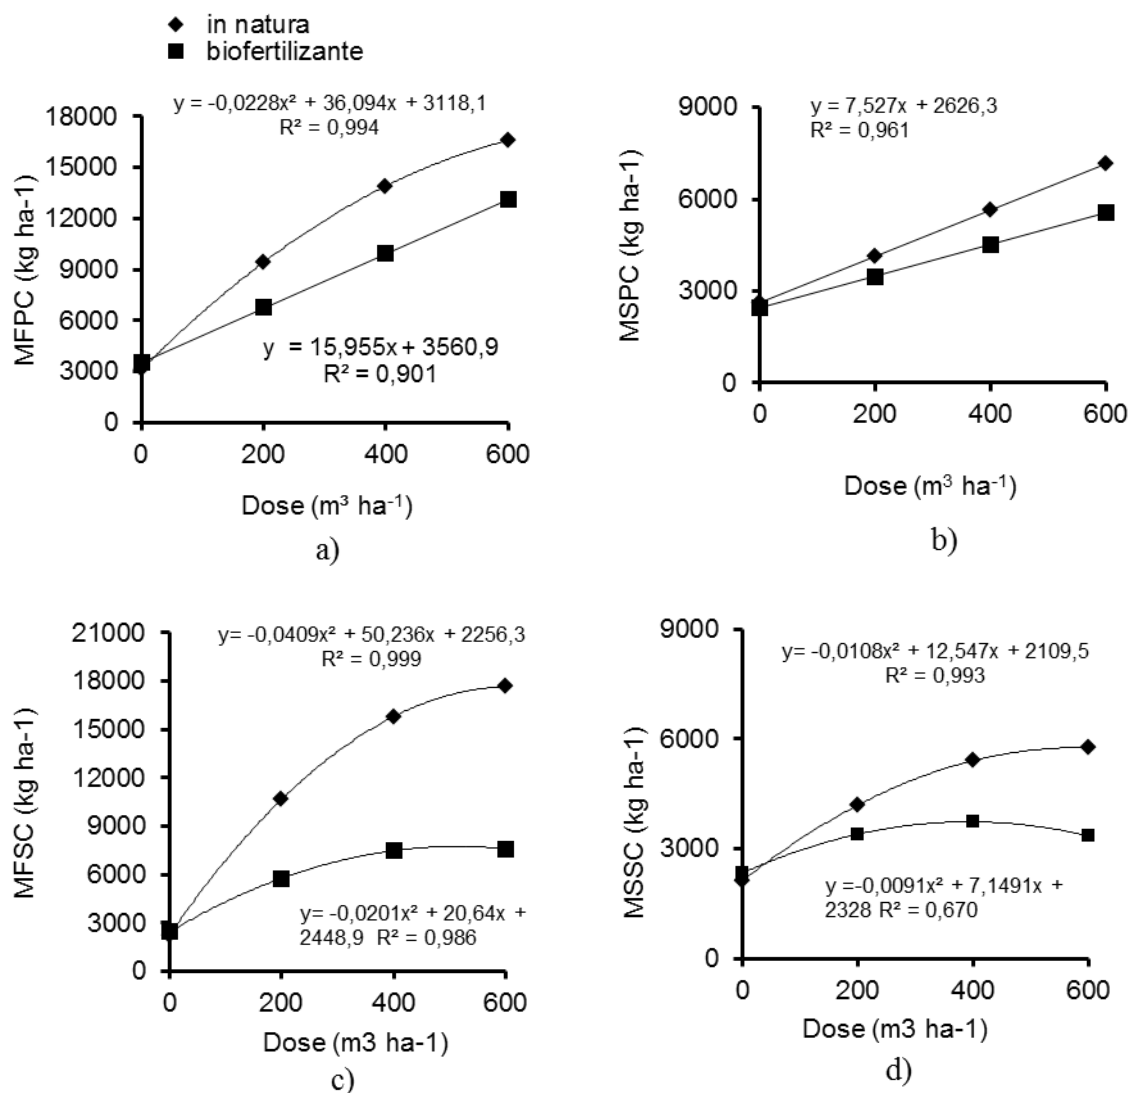 in natura
biofertilizante
y = -0,0228x² + 36,094x + 3118,1
R² = 0,994
18000
15000
12000
9000
6000
3000
0
MFPC (kg ha-1)
y = 15,955x + 3560,9
R² = 0,901
0 200 400 600
Dose (m³ ha⁻¹)
a)
y = 7,527x + 2626,3
R² = 0,961
9000
6000
3000
0
MSPC (kg ha-1)
0 200 400 600
Dose (m³ ha⁻¹)
b)
y= -0,0409x² + 50,236x + 2256,3
R² = 0,999
21000
18000
15000
12000
9000
6000
3000
0
MFSC (kg ha-1)
y= -0,0201x² + 20,64x +
2448,9 R² = 0,986
0 200 400 600
Dose (m3 ha-1)
c)
y= -0,0108x² + 12,547x + 2109,5
R² = 0,993
9000
6000
3000
0
MSSC (kg ha-1)
y =-0,0091x² + 7,1491x +
2328 R² = 0,670
0 200 400 600
Dose (m3 ha-1)
d)